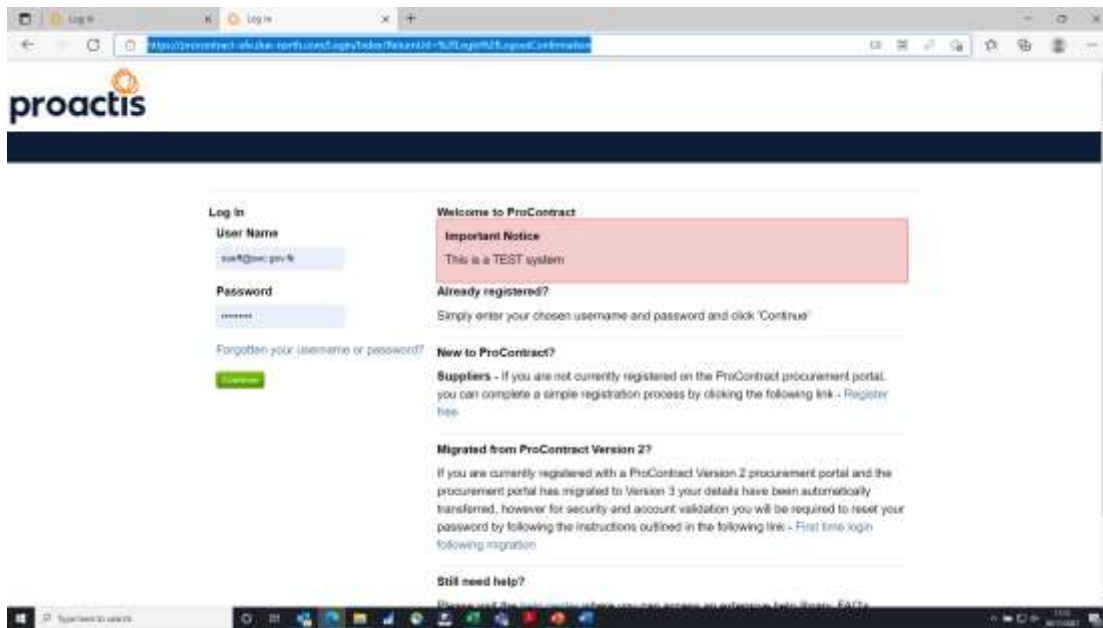 Log In
Log In
proactis
Log In
User Name
Password
Forgotten your username or password?
Continue
Welcome to ProContract
Important Notice
This is a TEST system
Already registered?
Simply enter your chosen username and password and click 'Continue'
New to ProContract?
Suppliers - If you are not currently registered on the ProContract procurement portal,
you can complete a simple registration process by clicking the following link - Register
free
Migrated from ProContract Version 2?
If you are currently registered with a ProContract Version 2 procurement portal and the
procurement portal has migrated to Version 3 your details have been automatically
transferred, however for security and account validation you will be required to reset your
password by following the instructions outlined in the following link - First time login
following migration
Still need help?
Type here to search